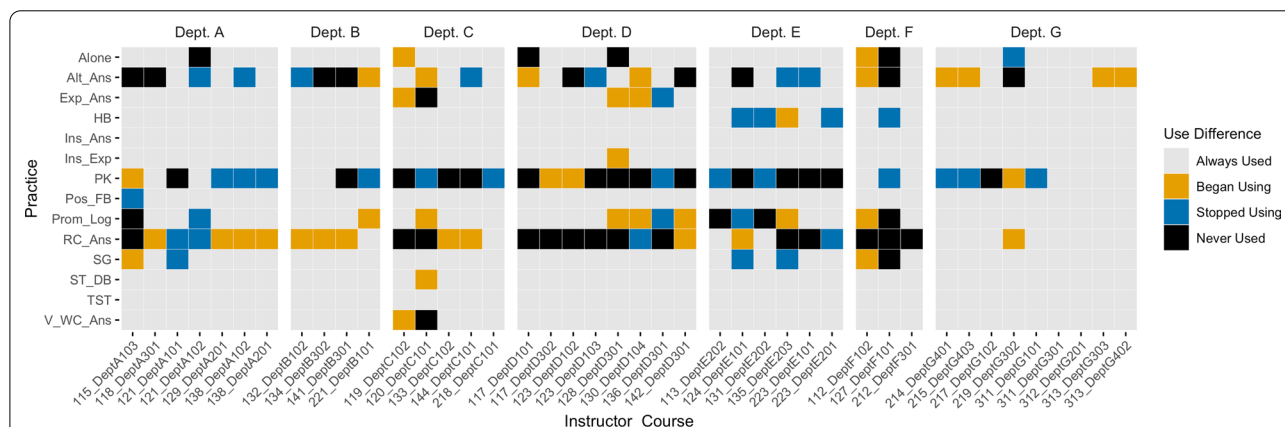 Dept. A
Dept. B
Dept. C
Dept. D
Dept. E
Dept. F
Dept. G
Practice
Alone
Alt_Ans
Exp_Ans
HB
Ins_Ans
Ins_Exp
PK
Pos_FB
Prom_Log
RC_Ans
SG
ST_DB
TST
V_WC_Ans
115_DeptA103
118_DeptA301
121_DeptA101
121_DeptA102
129_DeptA201
138_DeptA102
138_DeptA201
132_DeptB102
134_DeptB302
141_DeptB301
221_DeptB101
119_DeptC102
120_DeptC101
133_DeptC102
144_DeptC101
218_DeptC101
117_DeptD101
117_DeptD302
123_DeptD102
123_DeptD103
128_DeptD301
130_DeptD104
136_DeptD301
142_DeptD301
113_DeptE202
124_DeptE101
131_DeptE202
135_DeptE203
223_DeptE101
223_DeptE201
112_DeptF102
127_DeptF101
212_DeptF301
214_DeptG401
215_DeptG403
217_DeptG102
219_DeptG302
311_DeptG101
311_DeptG301
312_DeptG201
313_DeptG303
313_DeptG402
Instructor_Course
Use Difference
Always Used
Began Using
Stopped Using
Never Used